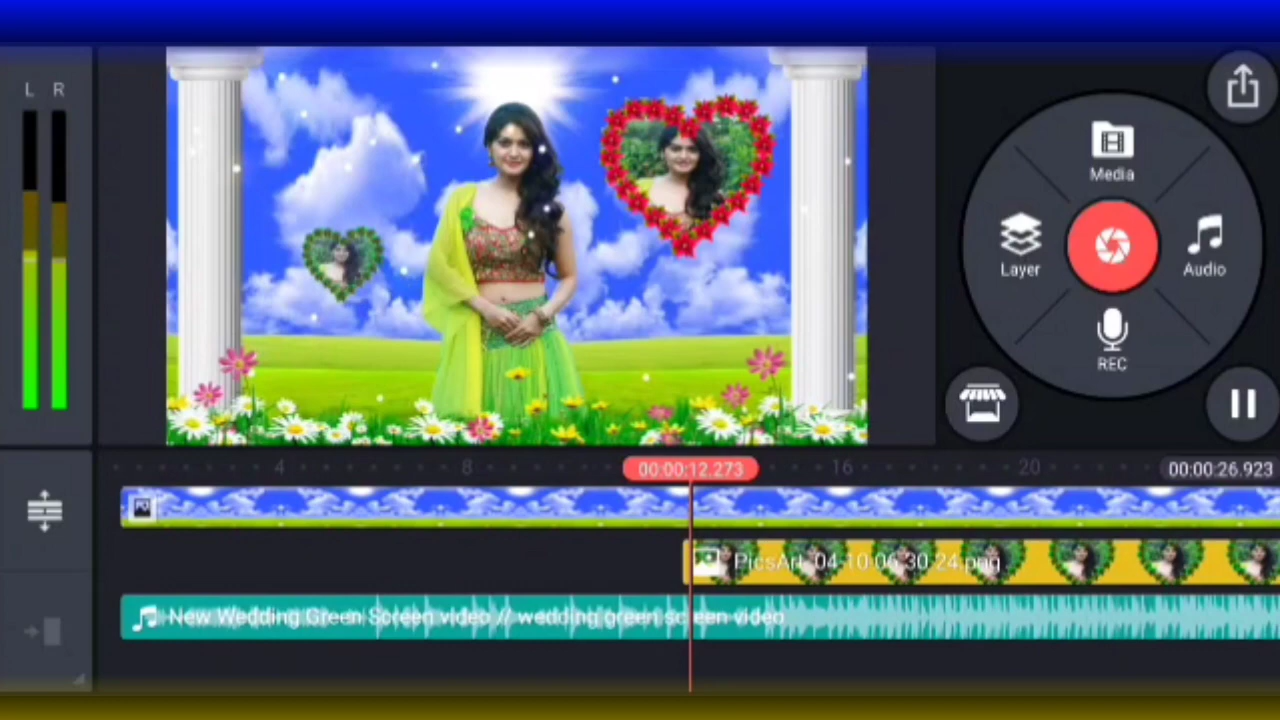 L R
Media
Layer
Audio
REC
4 8 00:00:12.273 16 20 00:00:26.923
PicsArt_04-10-06.30.24.png
New Wedding Green Screen video // wedding green screen video